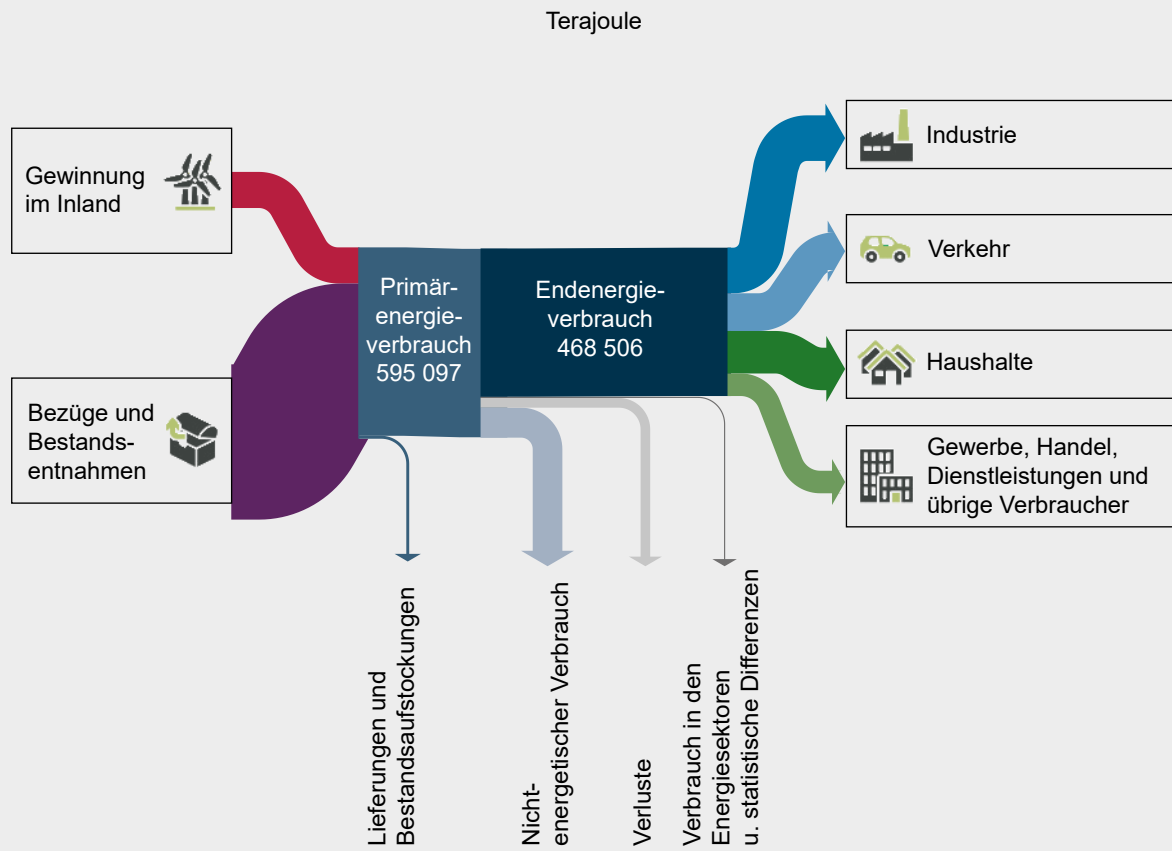 Terajoule
Gewinnung
im Inland
Bezüge und
Bestands-
entnahmen
Primär-
energie-
verbrauch
595 097
Endenergie-
verbrauch
468 506
Industrie
Verkehr
Haushalte
Gewerbe, Handel,
Dienstleistungen und
übrige Verbraucher
Lieferungen und
Bestandsaufstockungen
Nicht-
energetischer Verbrauch
Verluste
Verbrauch in den
Energiesektoren
u. statistische Differenzen